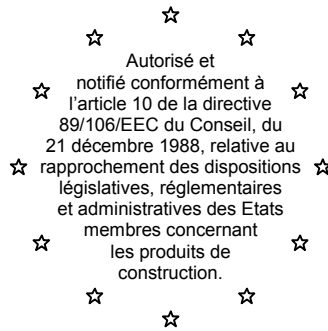 Autorisé et
notifié conformément à
l’article 10 de la directive
89/106/EEC du Conseil, du
21 décembre 1988, relative au
rapprochement des dispositions
législatives, réglementaires
et administratives des Etats
membres concernant
les produits de
construction.